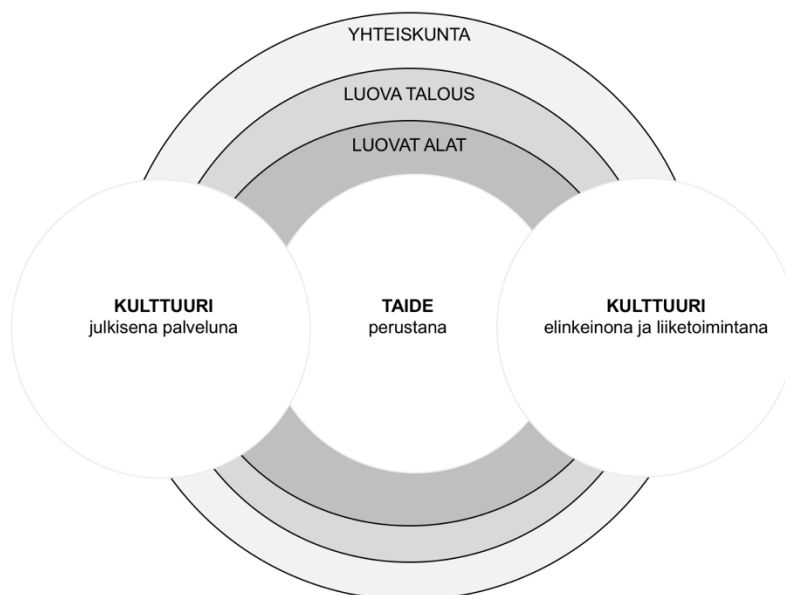 YHTEISKUNTA
LUOVA TALOUS
LUOVAT ALAT
KULTTUURI
julkisena palveluna
TAIDE
perustana
KULTTUURI
elinkeinona ja liiketoimintana